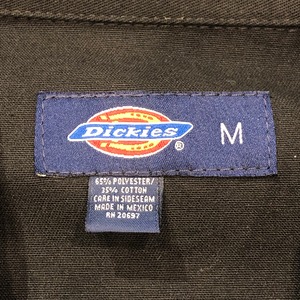 Dickies ® M
65% POLYESTER/
35% COTTON
CARE IN SIDESEAM
MADE IN MEXICO
RN 20697